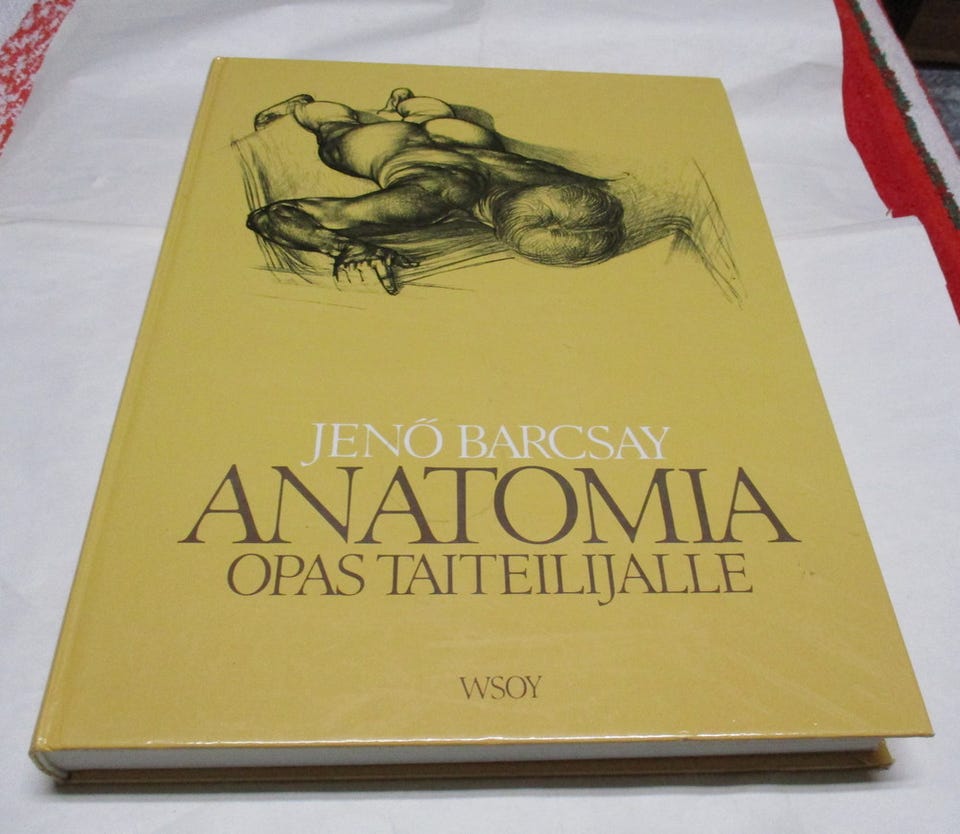 JENŐ BARCSAY
ANATOMIA
OPAS TAITEILIJALLE
WSOY